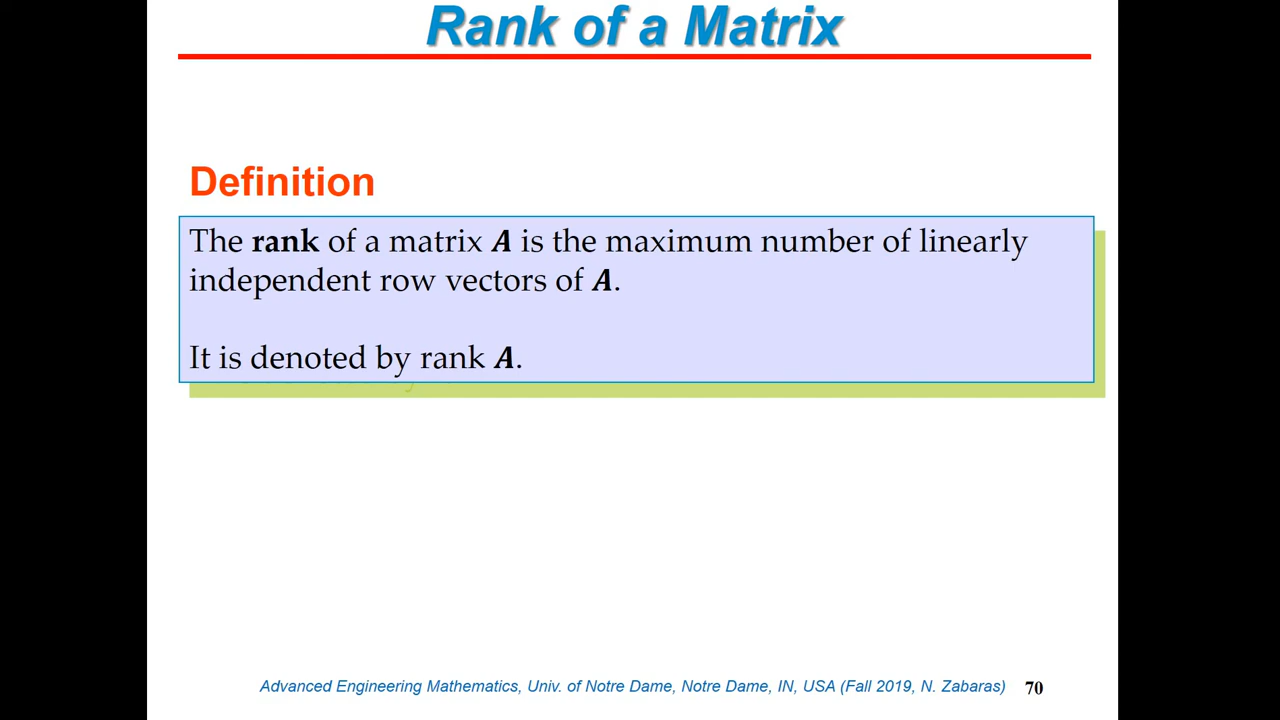 Rank of a Matrix
Definition
The rank of a matrix A is the maximum number of linearly
independent row vectors of A.
It is denoted by rank A.
Advanced Engineering Mathematics, Univ. of Notre Dame, Notre Dame, IN, USA (Fall 2019, N. Zabaras) 70